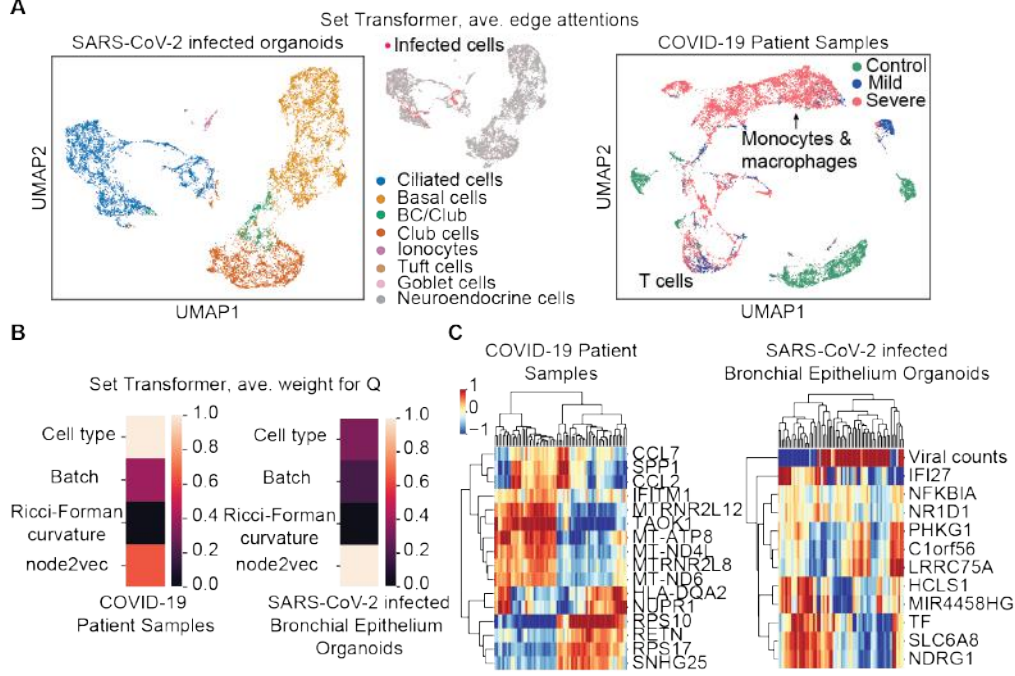 A
Set Transformer, ave. edge attentions
SARS-CoV-2 infected organoids
Infected cells
COVID-19 Patient Samples
Control
Mild
Severe
Monocytes &
macrophages
T cells
UMAP2
UMAP1
Ciliated cells
Basal cells
BC/Club
Club cells
Ionocytes
Tuft cells
Goblet cells
Neuroendocrine cells
UMAP2
UMAP1
B
Set Transformer, ave. weight for Q
Cell type
Batch
Ricci-Forman
curvature
node2vec
1.0
0.8
0.6
0.4
0.2
0.0
COVID-19
Patient Samples
Cell type
Batch
Ricci-Forman
curvature
node2vec
1.0
0.8
0.6
0.4
0.2
0.0
SARS-CoV-2 infected
Bronchial Epithelium
Organoids
C
COVID-19 Patient
Samples
1
0
−1
CCL7
SPP1
CCL2
IFITM1
MTRNR2L12
TAOK1
MT-ATP8
MT-ND4L
MTRNR2L8
MT-ND6
HLA-DQA2
NUPR1
RPS10
RETN
RPS17
SNHG25
SARS-CoV-2 infected
Bronchial Epithelium Organoids
Viral counts
IFI27
NFKBIA
NR1D1
PHKG1
C1orf56
LRRC75A
HCLS1
MIR4458HG
TF
SLC6A8
NDRG1